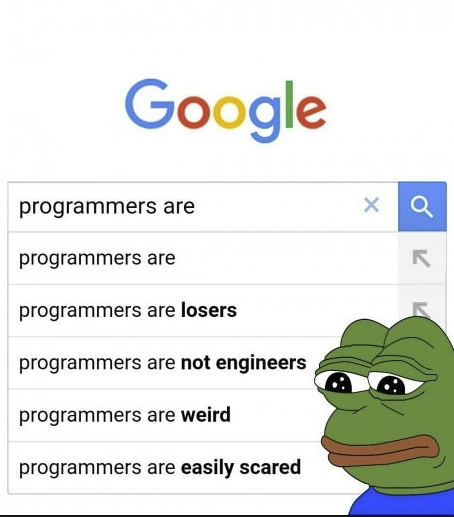 Google
programmers are
programmers are
programmers are losers
programmers are not engineers
programmers are weird
programmers are easily scared